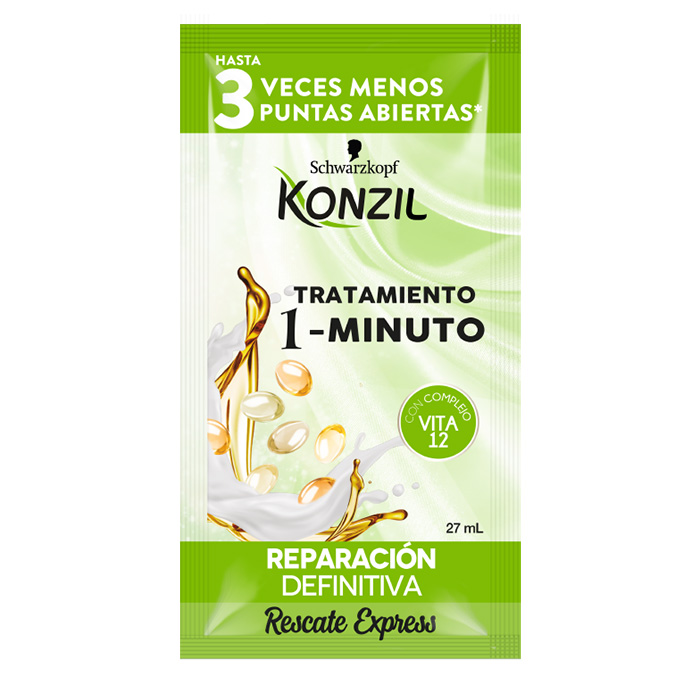 HASTA
3 VECES MENOS
PUNTAS ABIERTAS*
Schwarzkopf
KONZIL
TRATAMIENTO
1-MINUTO
CON COMPLEJO
VITA
12
27 mL
REPARACIÓN
DEFINITIVA
Rescate Express